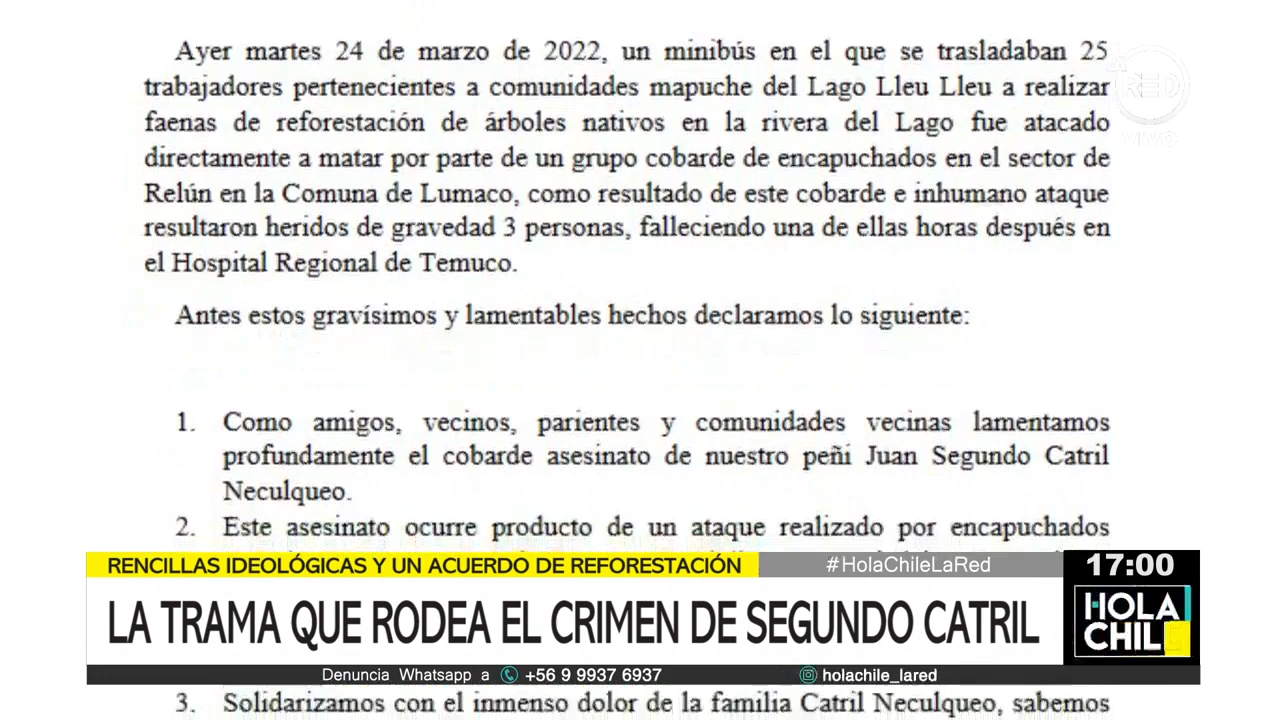 Ayer martes 24 de marzo de 2022, un minibús en el que se trasladaban 25
trabajadores pertenecientes a comunidades mapuche del Lago Lleu Lleu a realizar
faenas de reforestación de árboles nativos en la rivera del Lago fue atacado
directamente a matar por parte de un grupo cobarde de encapuchados en el sector de
Relún en la Comuna de Lumaco, como resultado de este cobarde e inhumano ataque
resultaron heridos de gravedad 3 personas, falleciendo una de ellas horas después en
el Hospital Regional de Temuco.
RED
VIVO
Antes estos gravísimos y lamentables hechos declaramos lo siguiente:
1. Como amigos, vecinos, parientes y comunidades vecinas lamentamos
profundamente el cobarde asesinato de nuestro peñi Juan Segundo Catril
Neculqueo.
2. Este asesinato ocurre producto de un ataque realizado por encapuchados
RENCILLAS IDEOLÓGICAS Y UN ACUERDO DE REFORESTACIÓN
#HolaChileLaRed
17:00
LA TRAMA QUE RODEA EL CRIMEN DE SEGUNDO CATRIL
HOLA
CHIL
Denuncia Whatsapp a +56 9 9937 6937
holachile_lared
3. Solidarizamos con el inmenso dolor de la familia Catril Neculqueo, sabemos